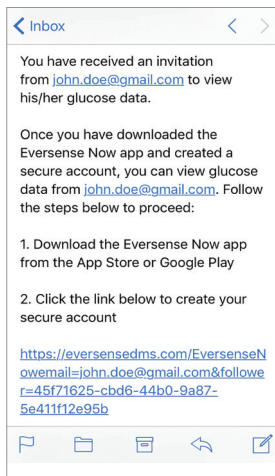 Inbox
You have received an invitation
from john.doe@gmail.com to view
his/her glucose data.
Once you have downloaded the
Eversense Now app and created a
secure account, you can view glucose
data from john.doe@gmail.com. Follow
the steps below to proceed:
1. Download the Eversense Now app
from the App Store or Google Play
2. Click the link below to create your
secure account
https://eversensedms.com/EversenseN
owemail=john.doe@gmail.com&followe
r=45f71625-cbd6-44b0-9a87-
5e411f12e95b